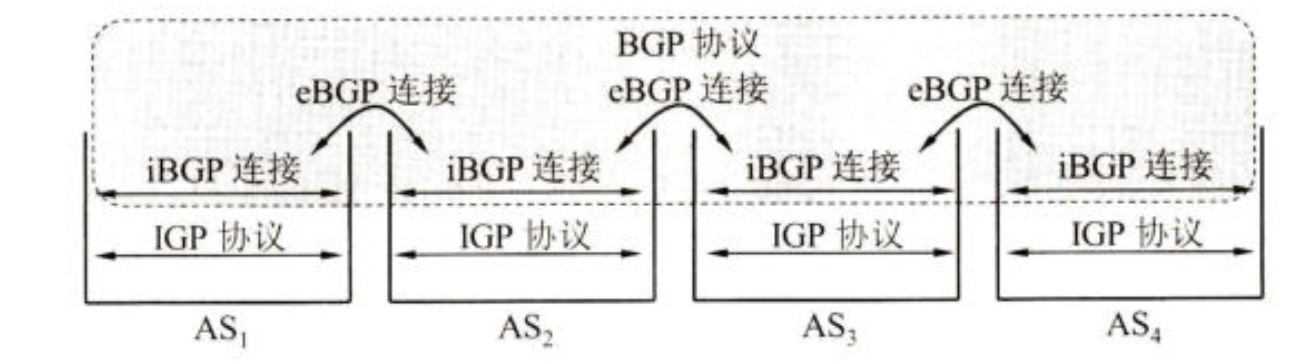 BGP 协议
eBGP 连接 eBGP 连接 eBGP 连接
iBGP 连接 iBGP 连接 iBGP 连接 iBGP 连接
IGP 协议 IGP 协议 IGP 协议 IGP 协议
AS₁ AS₂ AS₃ AS₄